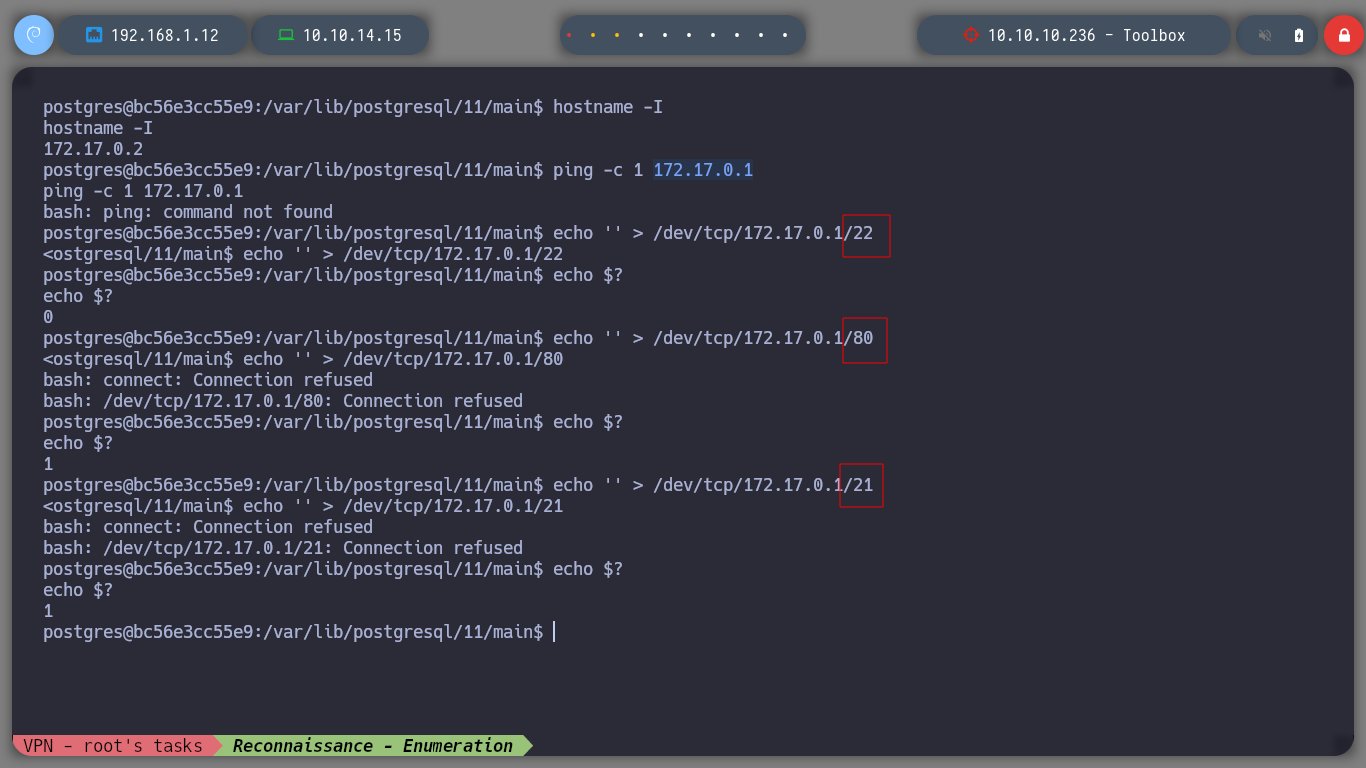 192.168.1.12
10.10.14.15
10.10.10.236 - Toolbox
postgres@bc56e3cc55e9:/var/lib/postgresql/11/main$ hostname -I
hostname -I
172.17.0.2
postgres@bc56e3cc55e9:/var/lib/postgresql/11/main$ ping -c 1 172.17.0.1
ping -c 1 172.17.0.1
bash: ping: command not found
postgres@bc56e3cc55e9:/var/lib/postgresql/11/main$ echo '' > /dev/tcp/172.17.0.1/22
<ostgresql/11/main$ echo '' > /dev/tcp/172.17.0.1/22
postgres@bc56e3cc55e9:/var/lib/postgresql/11/main$ echo $?
echo $?
0
postgres@bc56e3cc55e9:/var/lib/postgresql/11/main$ echo '' > /dev/tcp/172.17.0.1/80
<ostgresql/11/main$ echo '' > /dev/tcp/172.17.0.1/80
bash: connect: Connection refused
bash: /dev/tcp/172.17.0.1/80: Connection refused
postgres@bc56e3cc55e9:/var/lib/postgresql/11/main$ echo $?
echo $?
1
postgres@bc56e3cc55e9:/var/lib/postgresql/11/main$ echo '' > /dev/tcp/172.17.0.1/21
<ostgresql/11/main$ echo '' > /dev/tcp/172.17.0.1/21
bash: connect: Connection refused
bash: /dev/tcp/172.17.0.1/21: Connection refused
postgres@bc56e3cc55e9:/var/lib/postgresql/11/main$ echo $?
echo $?
1
postgres@bc56e3cc55e9:/var/lib/postgresql/11/main$
VPN - root's tasks
Reconnaissance - Enumeration